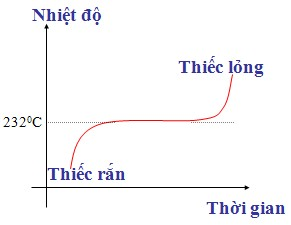 Nhiệt độ
Thiếc lỏng
232⁰C
Thiếc rắn
Thời gian